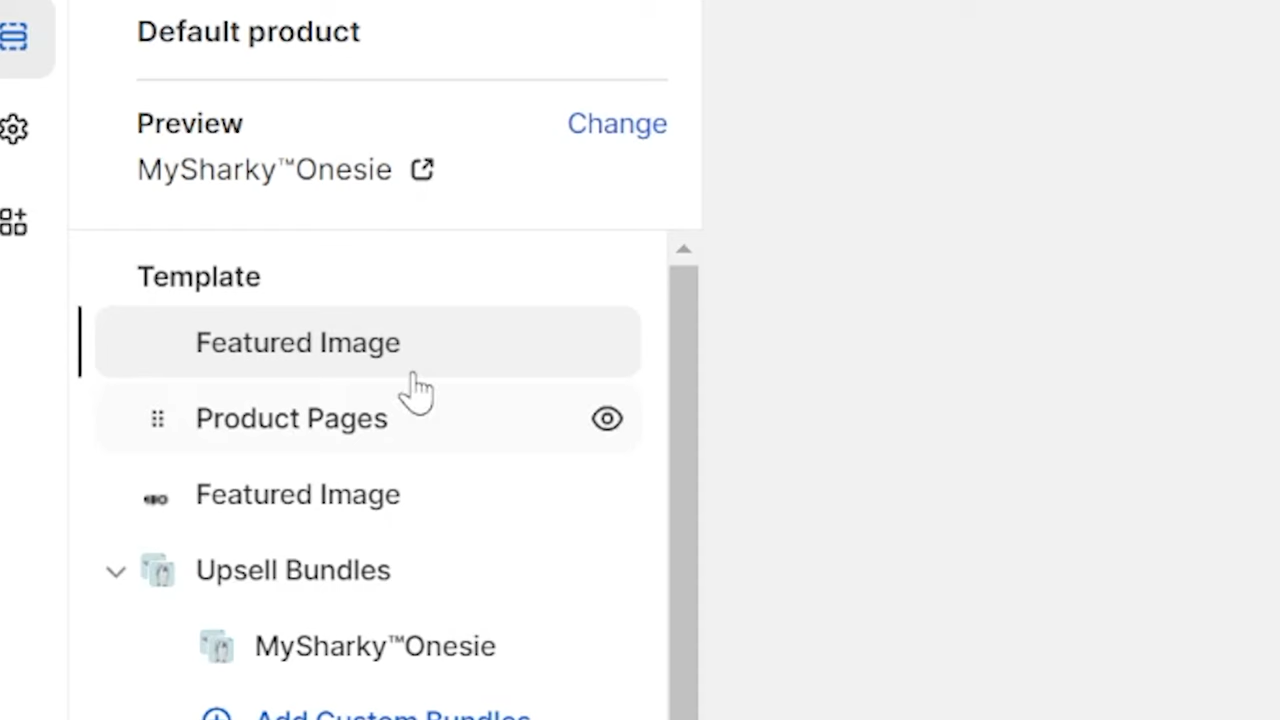 Default product
Preview
Change
MySharky™Onesie
Template
Featured Image
Product Pages
Featured Image
Upsell Bundles
MySharky™Onesie
Add Custom Bundles